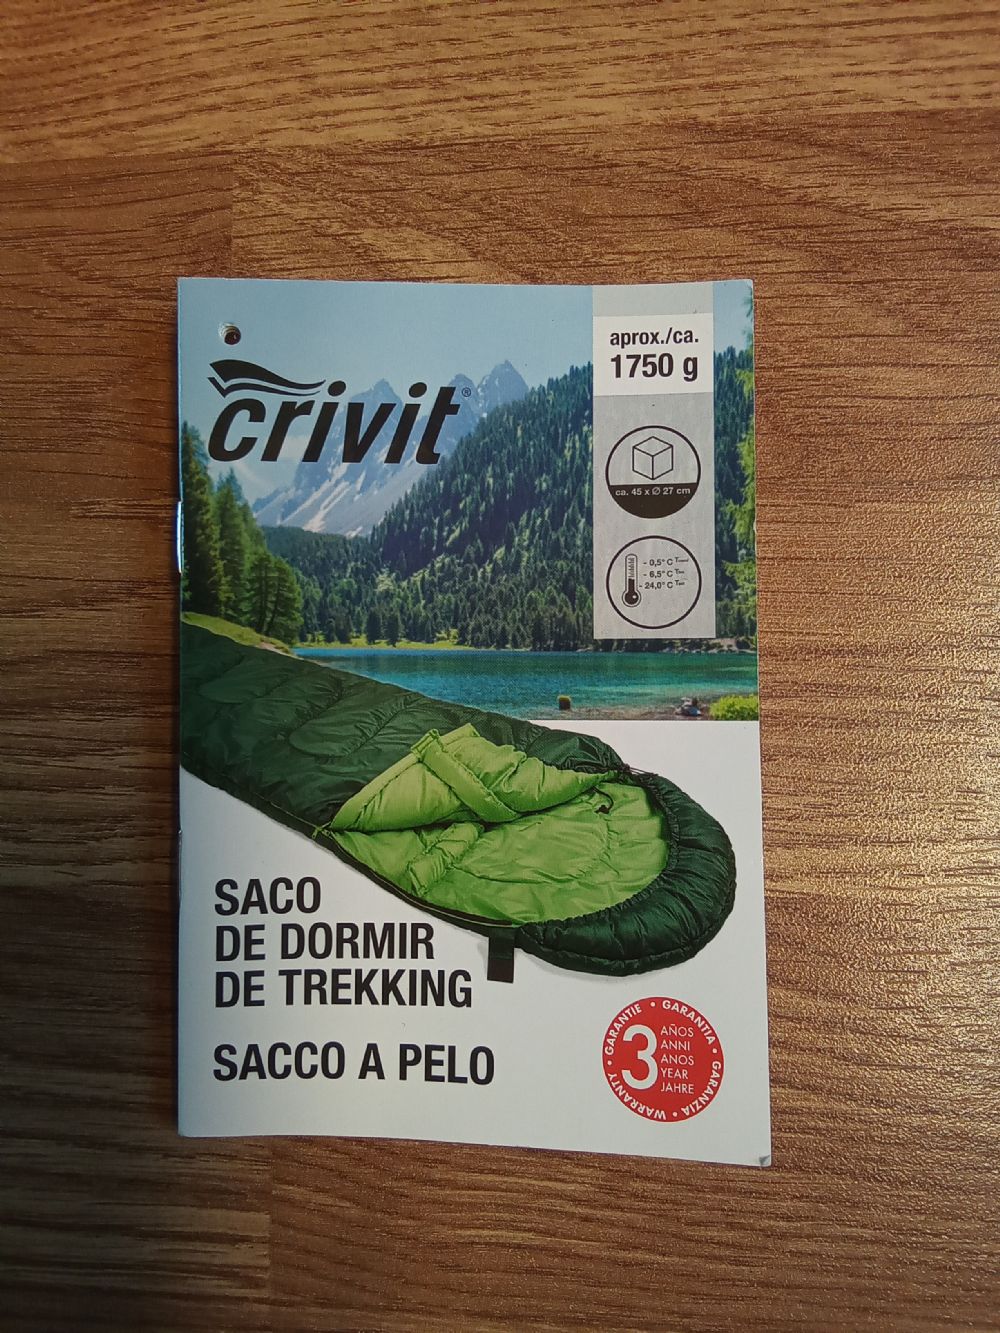 aprox./ca.
1750 g
crivit®
ca. 45 x Ø 27 cm
- 0,5° C
- 6,5° C
- 24,0° C
SACO
DE DORMIR
DE TREKKING
SACCO A PELO
GARANTIE • GARANTIA • GARANZIA • WARRANTY •
3
AÑOS
ANNI
ANOS
YEAR
JAHRE